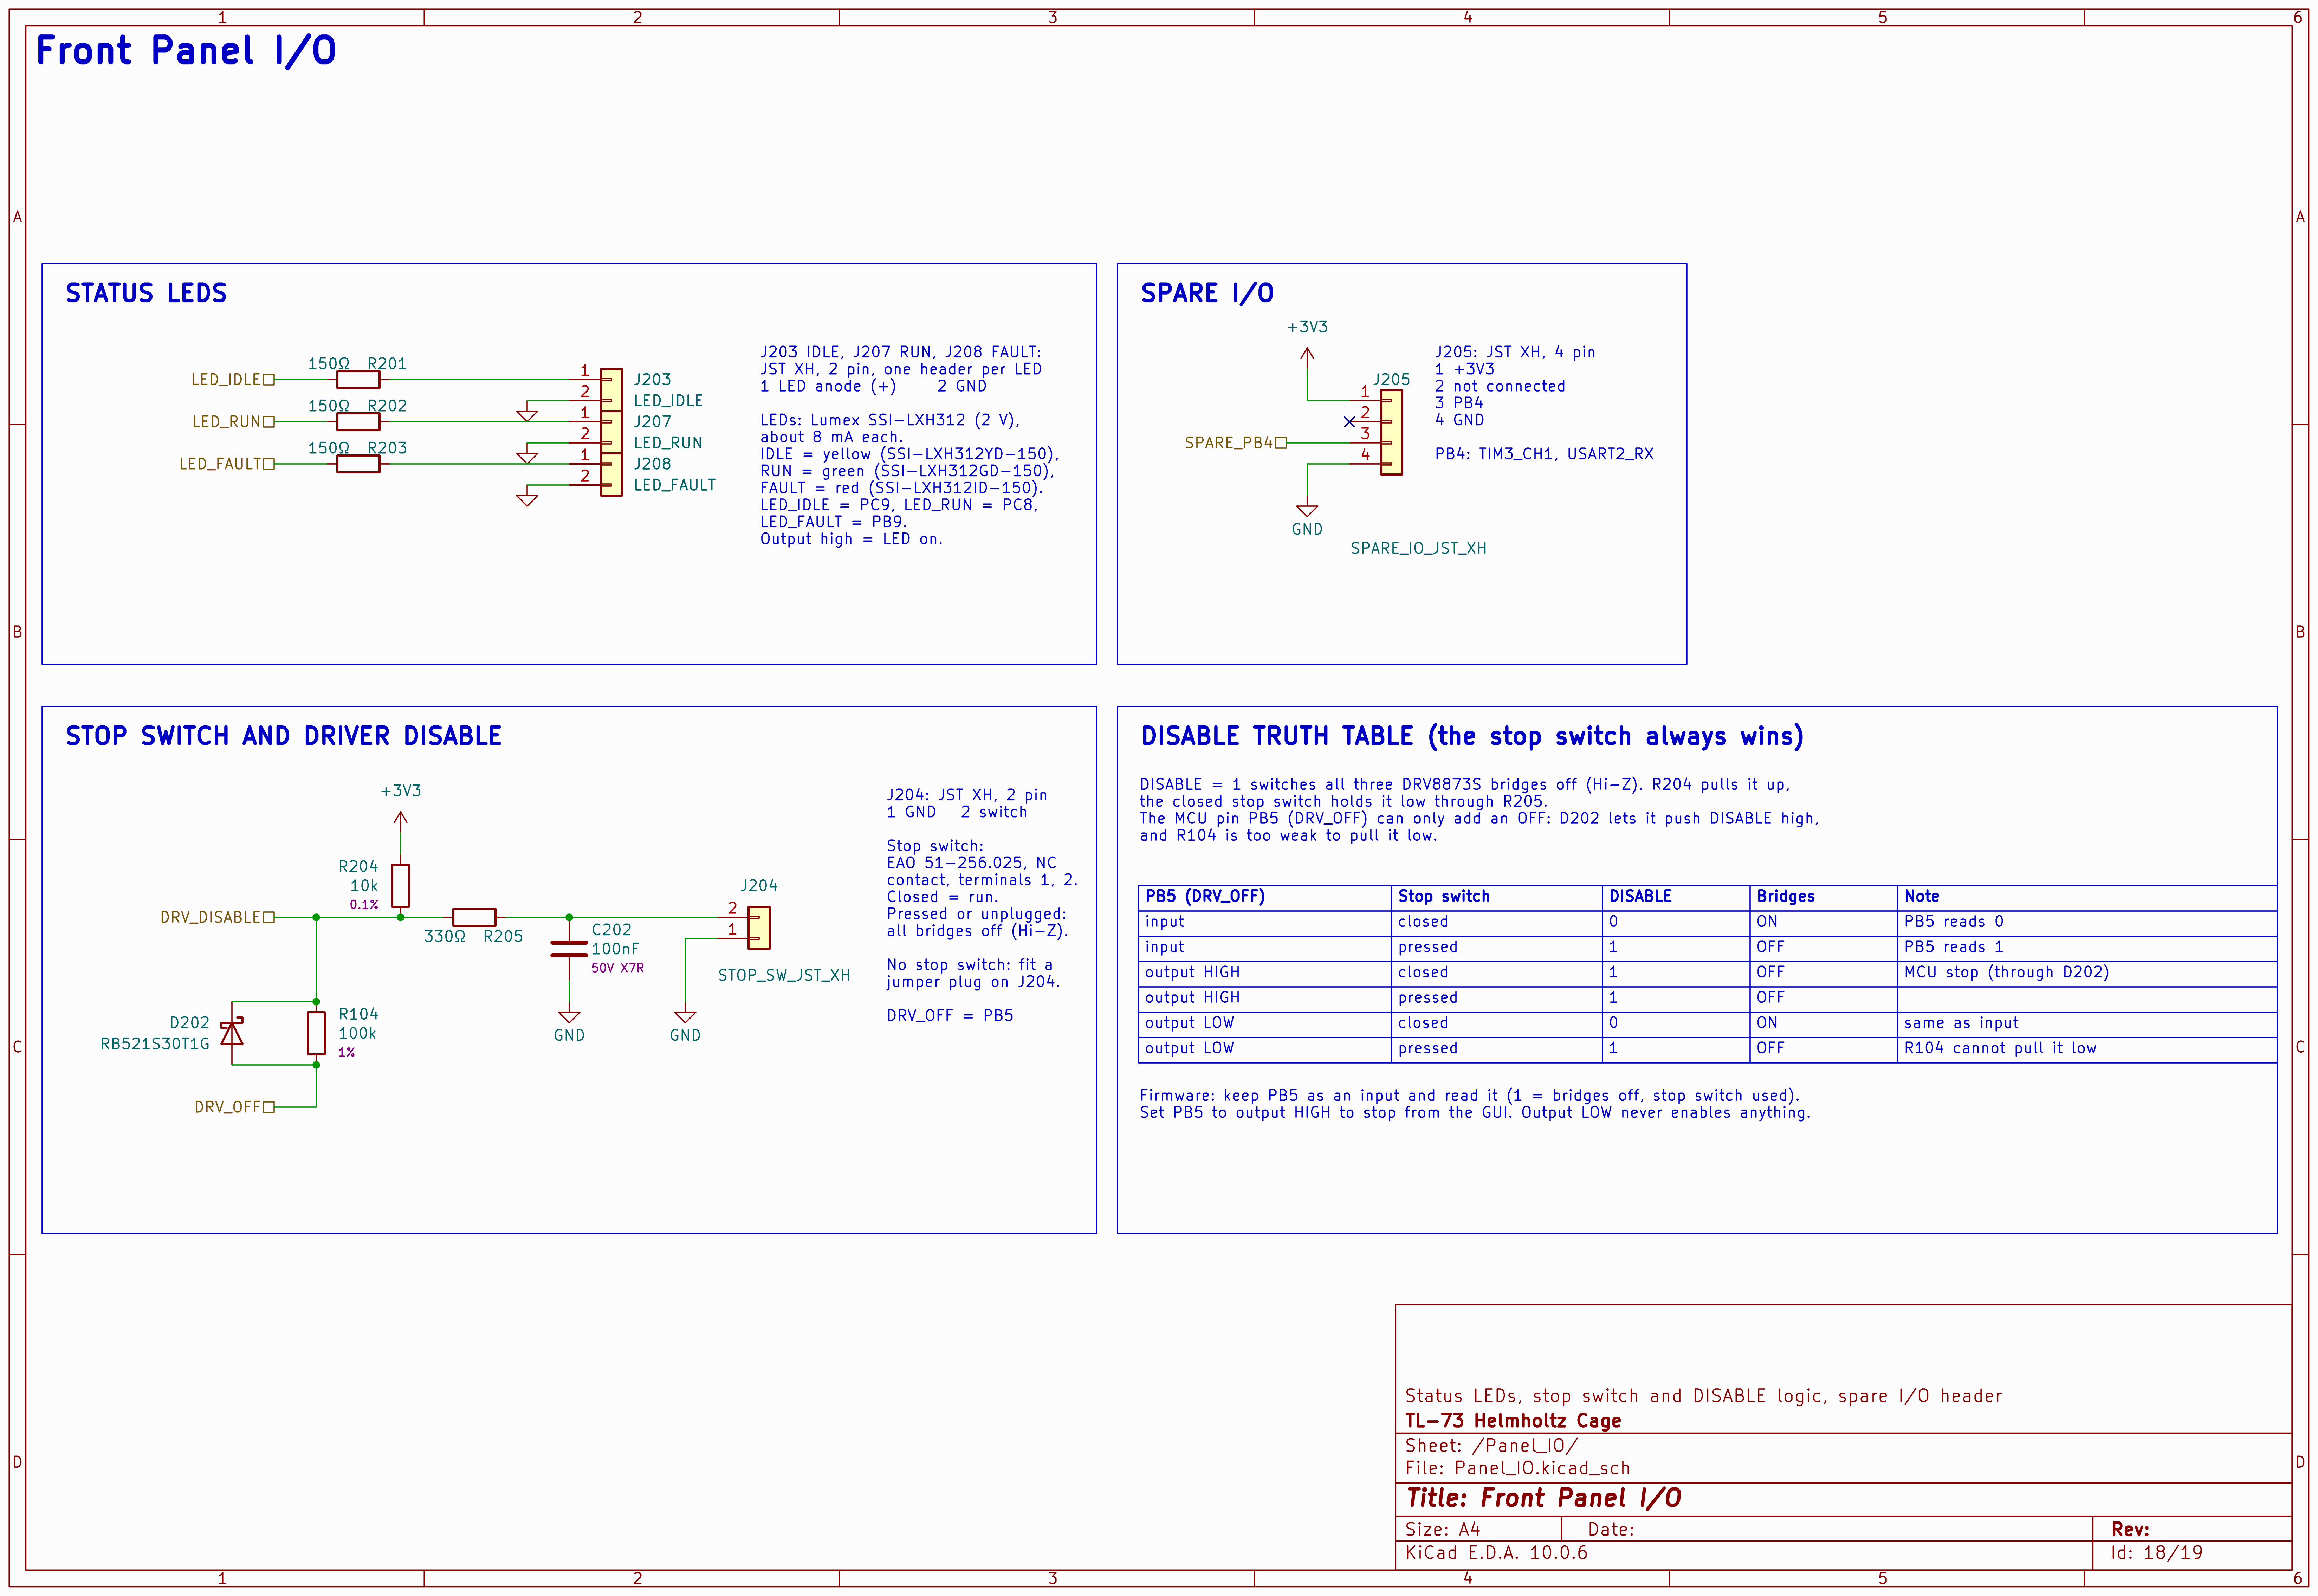 1 2 3 4 5 6
Front Panel I/O
A A
STATUS LEDS
LED_IDLE 150Ω R201
LED_RUN 150Ω R202
LED_FAULT 150Ω R203
1 J203
2 LED_IDLE
1 J207
2 LED_RUN
1 J208
2 LED_FAULT
J203 IDLE, J207 RUN, J208 FAULT:
JST XH, 2 pin, one header per LED
1 LED anode (+) 2 GND
LEDs: Lumex SSI-LXH312 (2 V),
about 8 mA each.
IDLE = yellow (SSI-LXH312YD-150),
RUN = green (SSI-LXH312GD-150),
FAULT = red (SSI-LXH312ID-150).
LED_IDLE = PC9, LED_RUN = PC8,
LED_FAULT = PB9.
Output high = LED on.
SPARE I/O
+3V3
J205
1
2
SPARE_PB4 3
4
GND
SPARE_IO_JST_XH
J205: JST XH, 4 pin
1 +3V3
2 not connected
3 PB4
4 GND
PB4: TIM3_CH1, USART2_RX
B B
STOP SWITCH AND DRIVER DISABLE
+3V3
R204
10k
0.1%
DRV_DISABLE
330Ω R205
C202
100nF
50V X7R
GND
J204
2
1
STOP_SW_JST_XH
GND
D202
RB521S30T1G
R104
100k
1%
DRV_OFF
J204: JST XH, 2 pin
1 GND 2 switch
Stop switch:
EAO 51-256.025, NC
contact, terminals 1, 2.
Closed = run.
Pressed or unplugged:
all bridges off (Hi-Z).
No stop switch: fit a
jumper plug on J204.
DRV_OFF = PB5
DISABLE TRUTH TABLE (the stop switch always wins)
DISABLE = 1 switches all three DRV8873S bridges off (Hi-Z). R204 pulls it up,
the closed stop switch holds it low through R205.
The MCU pin PB5 (DRV_OFF) can only add an OFF: D202 lets it push DISABLE high,
and R104 is too weak to pull it low.
PB5 (DRV_OFF) Stop switch DISABLE Bridges Note
input closed 0 ON PB5 reads 0
input pressed 1 OFF PB5 reads 1
output HIGH closed 1 OFF MCU stop (through D202)
output HIGH pressed 1 OFF
output LOW closed 0 ON same as input
output LOW pressed 1 OFF R104 cannot pull it low
Firmware: keep PB5 as an input and read it (1 = bridges off, stop switch used).
Set PB5 to output HIGH to stop from the GUI. Output LOW never enables anything.
C C
Status LEDs, stop switch and DISABLE logic, spare I/O header
TL-73 Helmholtz Cage
Sheet: /Panel_IO/
File: Panel_IO.kicad_sch
Title: Front Panel I/O
Size: A4 Date: Rev:
KiCad E.D.A. 10.0.6 Id: 18/19
D D
1 2 3 4 5 6